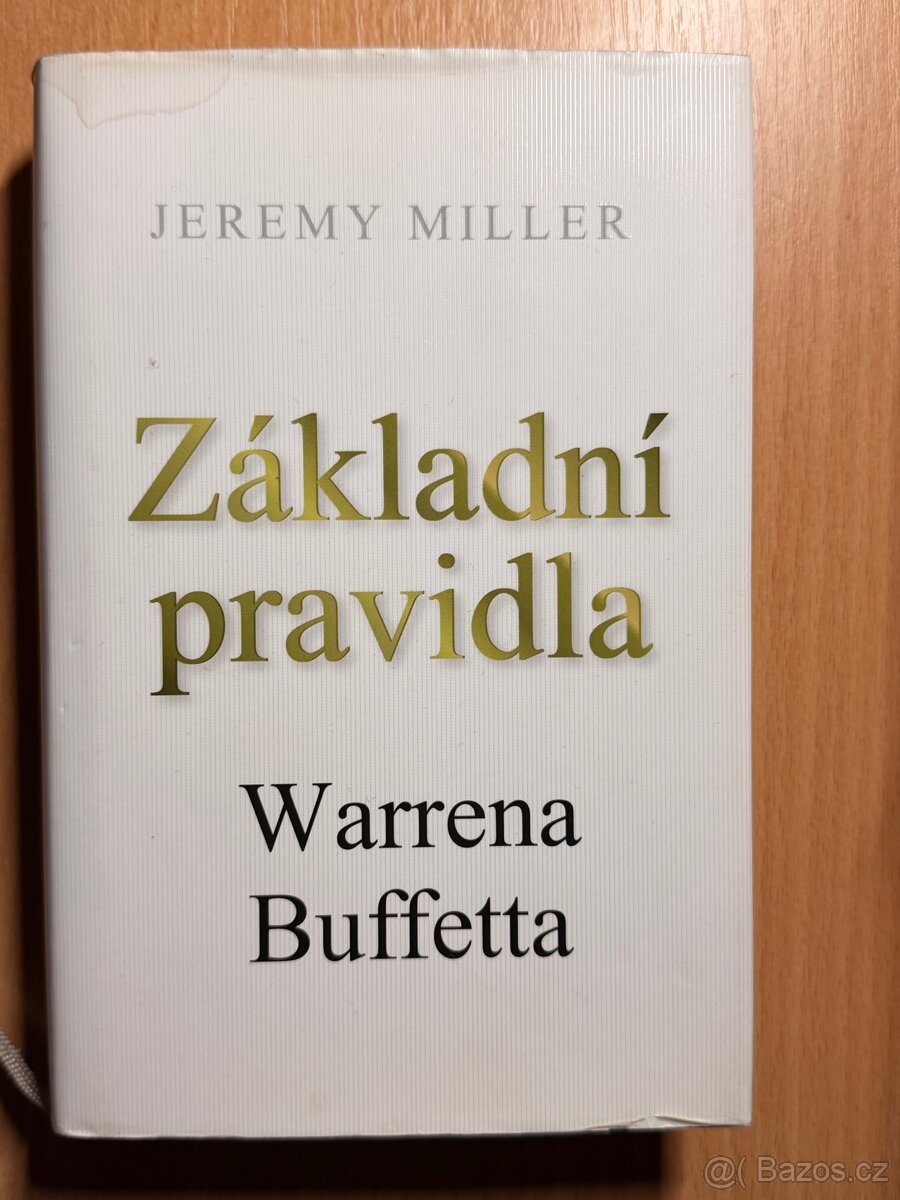 JEREMY MILLER
Základní
pravidla
Warrena
Buffetta
@( Bazos.cz